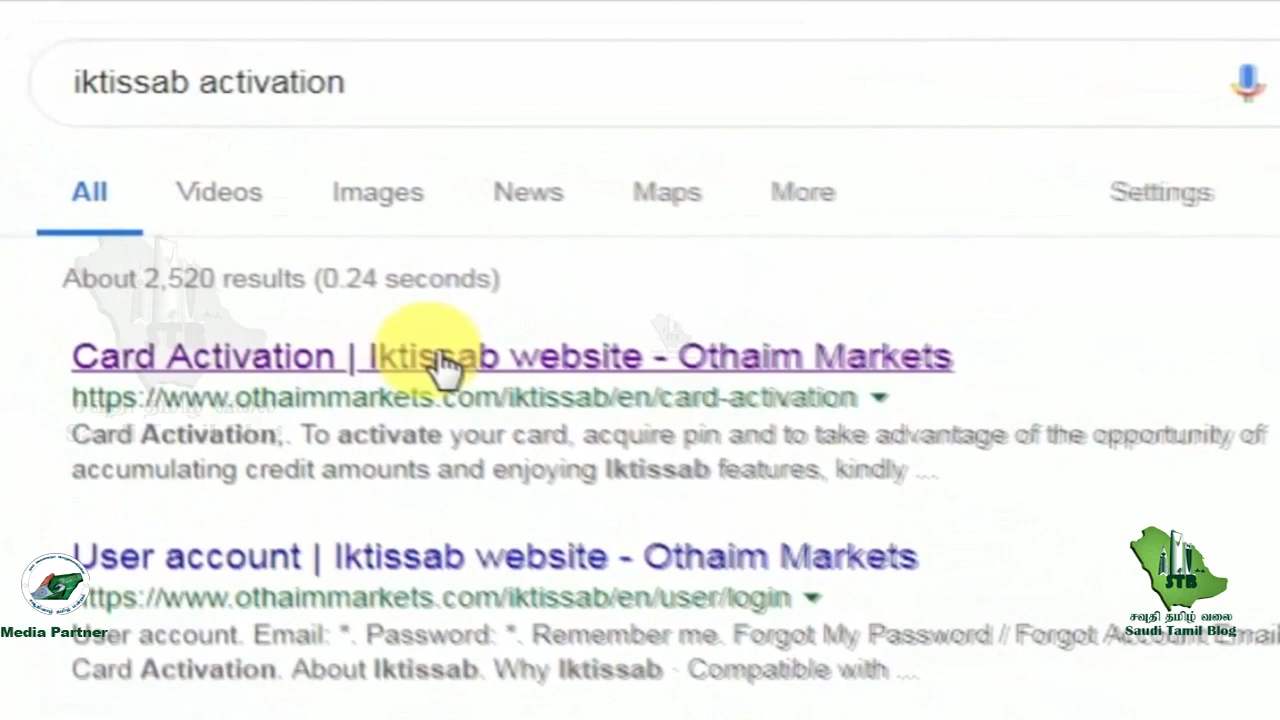 iktissab activation
All Videos Images News Maps More Settings
About 2,520 results (0.24 seconds)
Card Activation | Iktissab website - Othaim Markets
https://www.othaimmarkets.com/iktissab/en/card-activation
Card Activation,. To activate your card, acquire pin and to take advantage of the opportunity of
accumulating credit amounts and enjoying Iktissab features, kindly ...
User account | Iktissab website - Othaim Markets
https://www.othaimmarkets.com/iktissab/en/user/login
User account. Email: *. Password: *. Remember me. Forgot My Password // Forgot Account Email
Card Activation. About Iktissab. Why Iktissab · Compatible with ...
Media Partner
STB
சவுதி தமிழ் வலை
Saudi Tamil Blog
STB